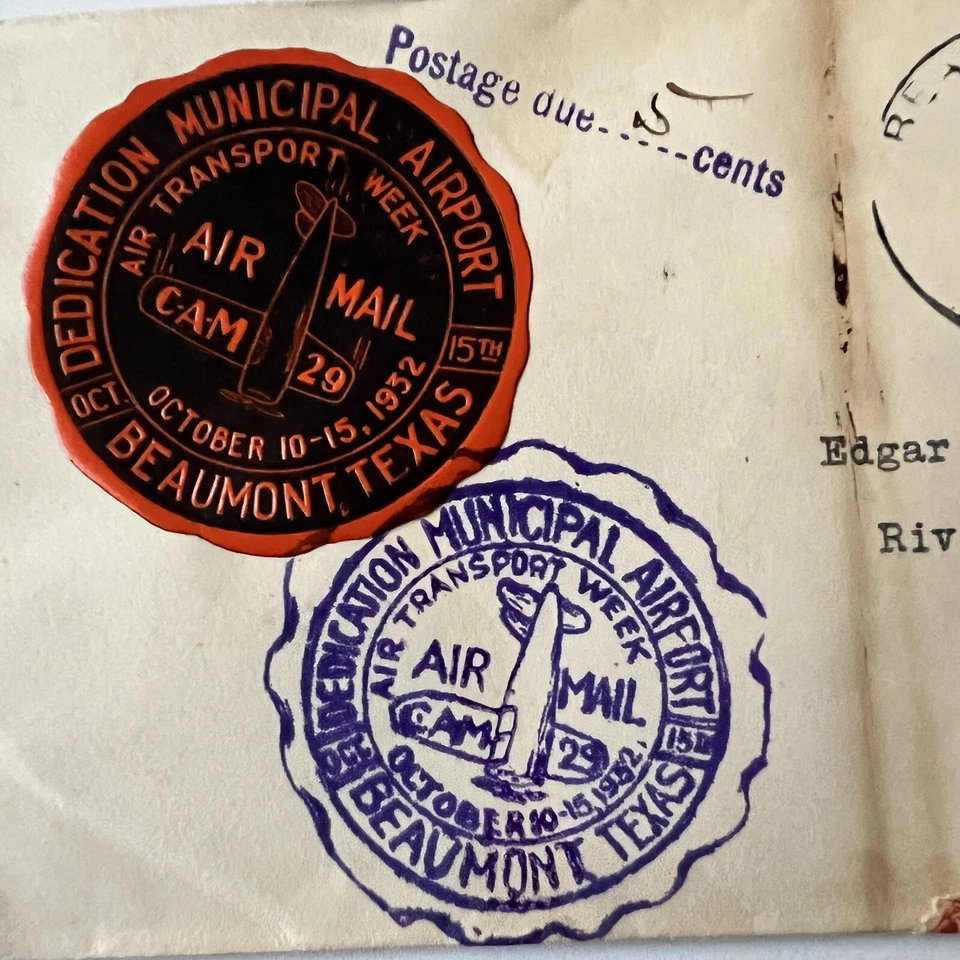 Postage due.......5 cents
DEDICATION MUNICIPAL AIRPORT
AIR TRANSPORT WEEK
AIR MAIL
C-A-M 29
OCTOBER 10-15, 1932
OCT. 15TH
BEAUMONT, TEXAS
Edgar
Riv
DEDICATION MUNICIPAL AIRPORT
AIR TRANSPORT WEEK
AIR MAIL
CAM 29
OCTOBER 10-15, 1932,
OCT 15TH
BEAUMONT TEXAS